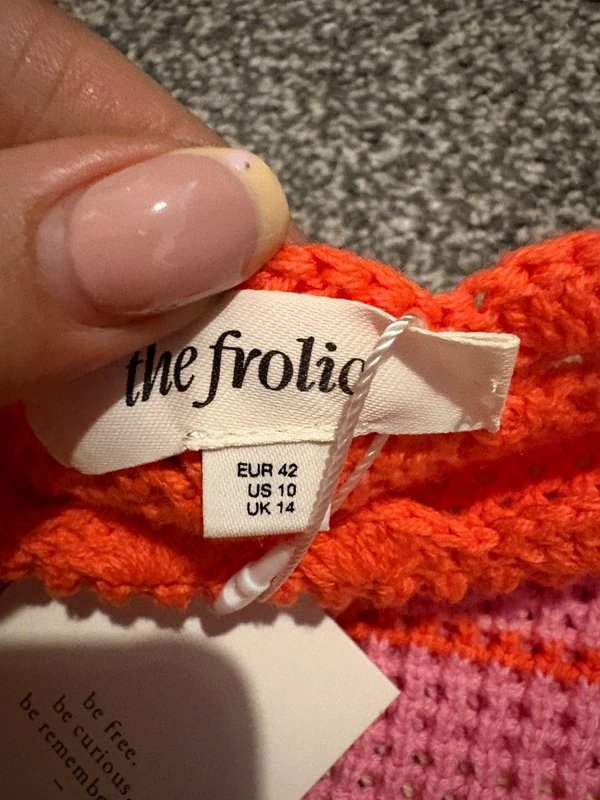 the frolic
EUR 42
US 10
UK 14
be free.
be curious.
be